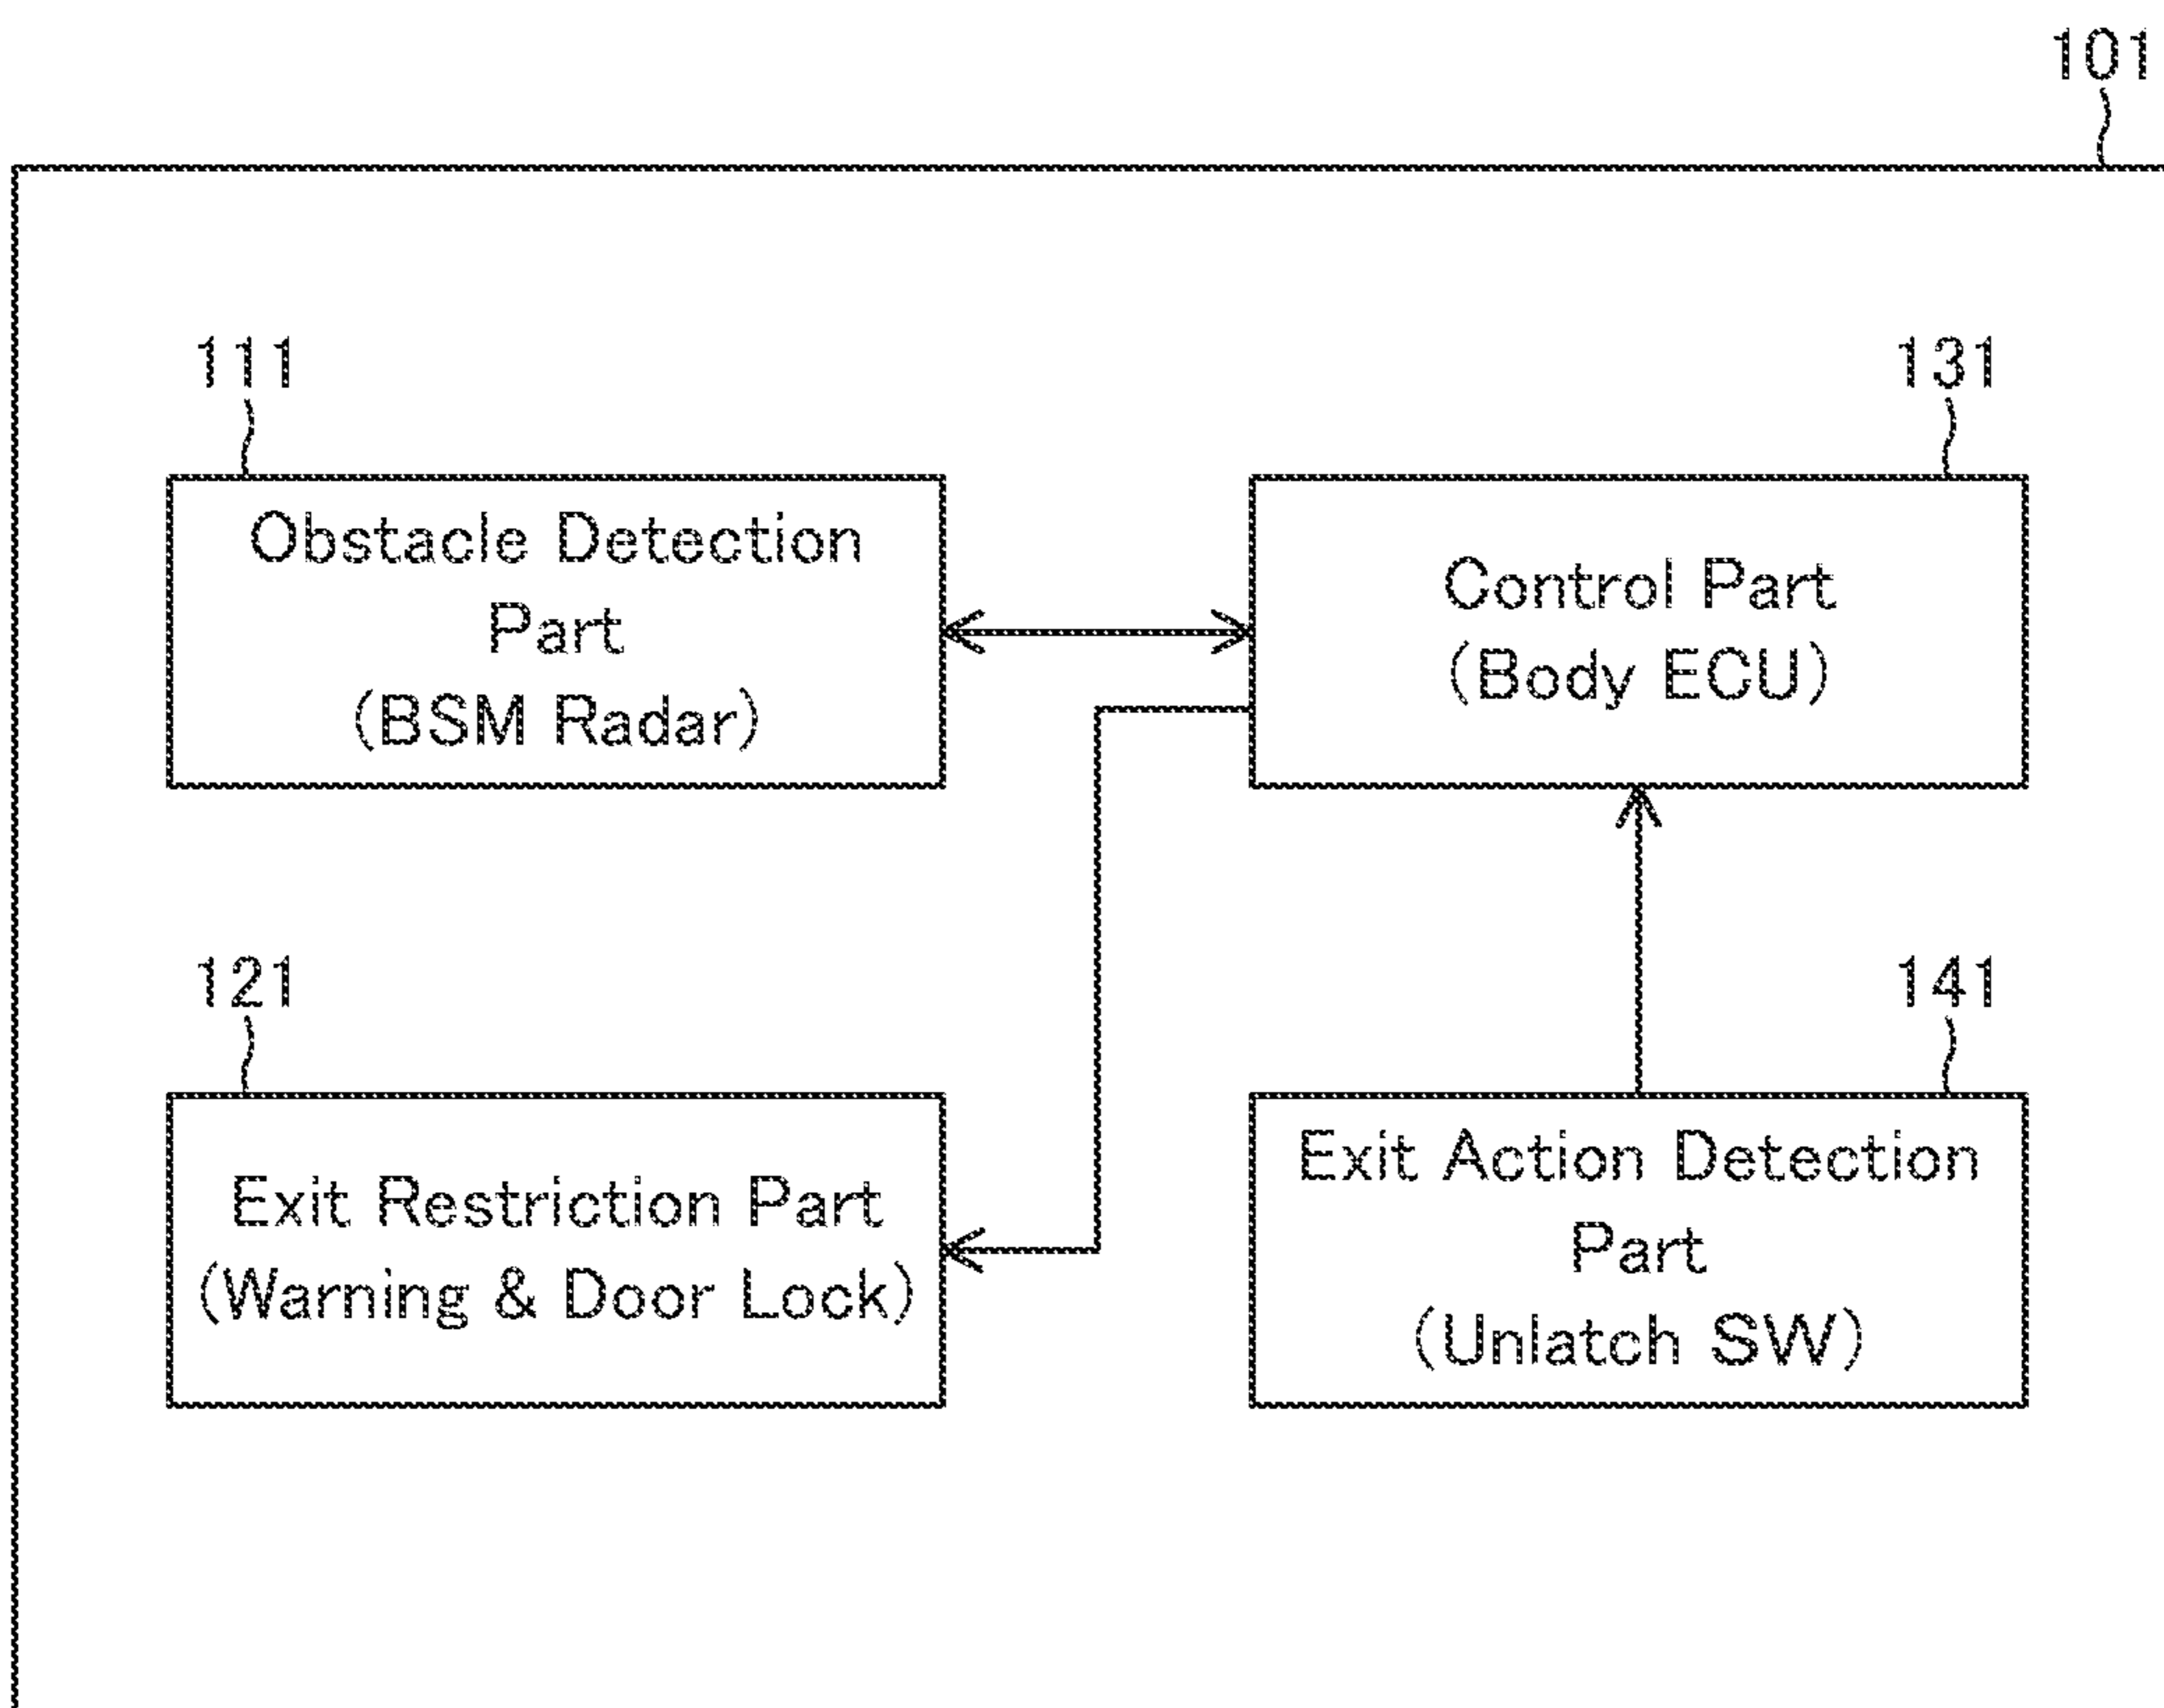 101
111
Obstacle Detection
Part
(BSM Radar)
131
Control Part
(Body ECU)
121
Exit Restriction Part
(Warning & Door Lock)
141
Exit Action Detection
Part
(Unlatch SW)